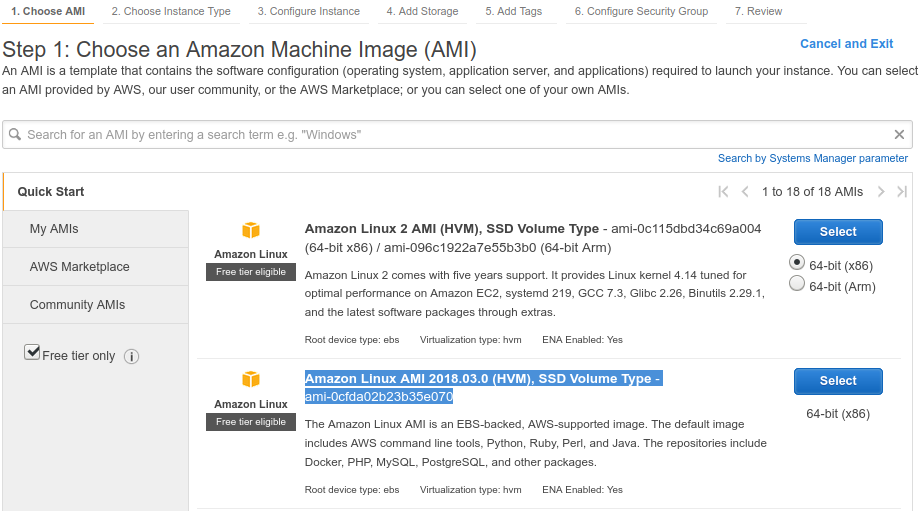 1. Choose AMI 2. Choose Instance Type 3. Configure Instance 4. Add Storage 5. Add Tags 6. Configure Security Group 7. Review
Step 1: Choose an Amazon Machine Image (AMI)
Cancel and Exit
An AMI is a template that contains the software configuration (operating system, application server, and applications) required to launch your instance. You can select
an AMI provided by AWS, our user community, or the AWS Marketplace; or you can select one of your own AMIs.
Search for an AMI by entering a search term e.g. "Windows"
Search by Systems Manager parameter
Quick Start
1 to 18 of 18 AMIs
My AMIs
AWS Marketplace
Community AMIs
Free tier only
Amazon Linux
Free tier eligible
Amazon Linux 2 AMI (HVM), SSD Volume Type - ami-0c115dbd34c69a004
(64-bit x86) / ami-096c1922a7e55b3b0 (64-bit Arm)
Amazon Linux 2 comes with five years support. It provides Linux kernel 4.14 tuned for
optimal performance on Amazon EC2, systemd 219, GCC 7.3, Glibc 2.26, Binutils 2.29.1,
and the latest software packages through extras.
Root device type: ebs Virtualization type: hvm ENA Enabled: Yes
Select
64-bit (x86)
64-bit (Arm)
Amazon Linux
Free tier eligible
Amazon Linux AMI 2018.03.0 (HVM), SSD Volume Type -
ami-0cfda02b23b35e070
The Amazon Linux AMI is an EBS-backed, AWS-supported image. The default image
includes AWS command line tools, Python, Ruby, Perl, and Java. The repositories include
Docker, PHP, MySQL, PostgreSQL, and other packages.
Root device type: ebs Virtualization type: hvm ENA Enabled: Yes
Select
64-bit (x86)